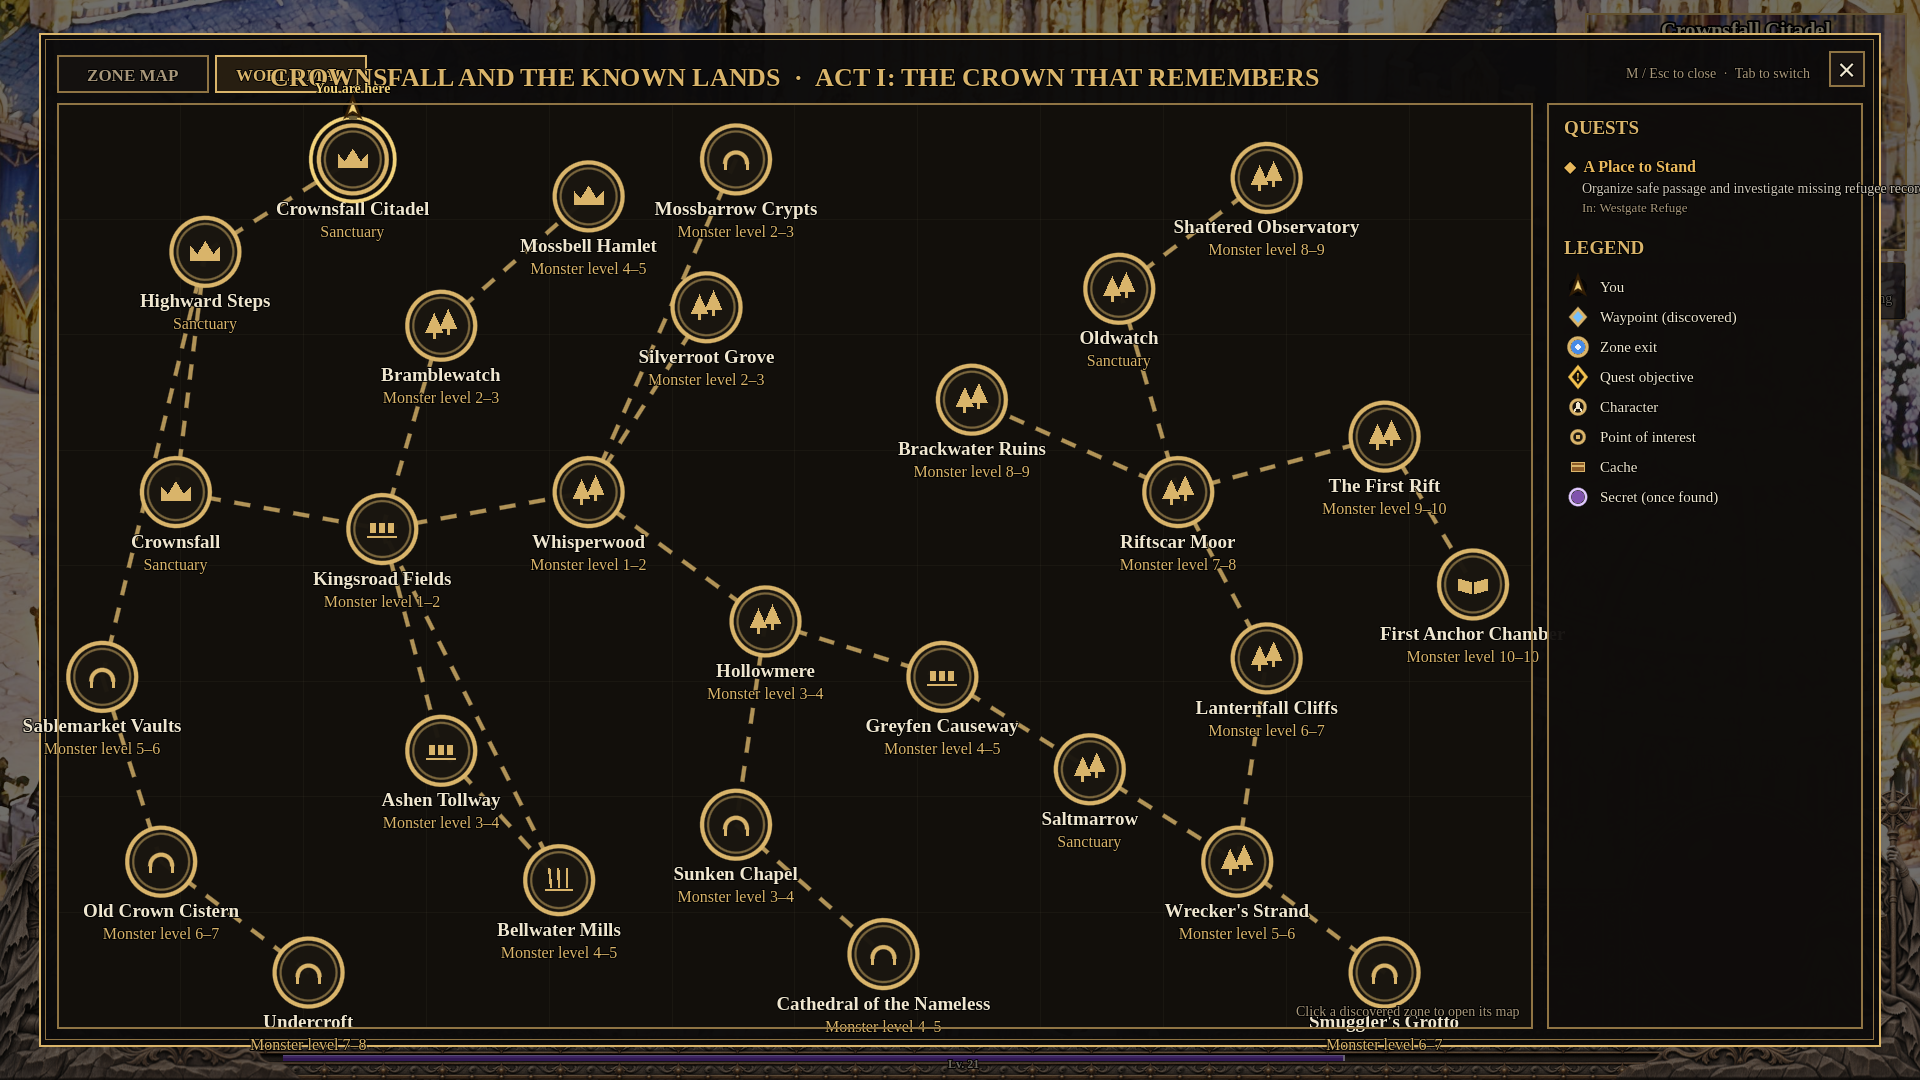 Crownsfall Citadel
ZONE MAP
CROWNSFALL AND THE KNOWN LANDS · ACT I: THE CROWN THAT REMEMBERS
M / Esc to close · Tab to switch
You are here
Crownsfall Citadel
Sanctuary
Mossbell Hamlet
Monster level 4–5
Mossbarrow Crypts
Monster level 2–3
Shattered Observatory
Monster level 8–9
Highward Steps
Sanctuary
Bramblewatch
Monster level 2–3
Silverroot Grove
Monster level 2–3
Oldwatch
Sanctuary
Brackwater Ruins
Monster level 8–9
The First Rift
Monster level 9–10
Crownsfall
Sanctuary
Kingsroad Fields
Monster level 1–2
Whisperwood
Monster level 1–2
Riftscar Moor
Monster level 7–8
First Anchor Chamber
Monster level 10–10
Hollowmere
Monster level 3–4
Sablemarket Vaults
Monster level 5–6
Greyfen Causeway
Monster level 4–5
Lanternfall Cliffs
Monster level 6–7
Ashen Tollway
Monster level 3–4
Saltmarrow
Sanctuary
Sunken Chapel
Monster level 3–4
Old Crown Cistern
Monster level 6–7
Bellwater Mills
Monster level 4–5
Wrecker's Strand
Monster level 5–6
Cathedral of the Nameless
Monster level 4–5
Undercroft
Monster level 7–8
Click a discovered zone to open its map
Smuggler's Grotto
Monster level 6–7
QUESTS
A Place to Stand
Organize safe passage and investigate missing refugee
In: Westgate Refuge
LEGEND
You
Waypoint (discovered)
Zone exit
Quest objective
Character
Point of interest
Cache
Secret (once found)
Lv. 21